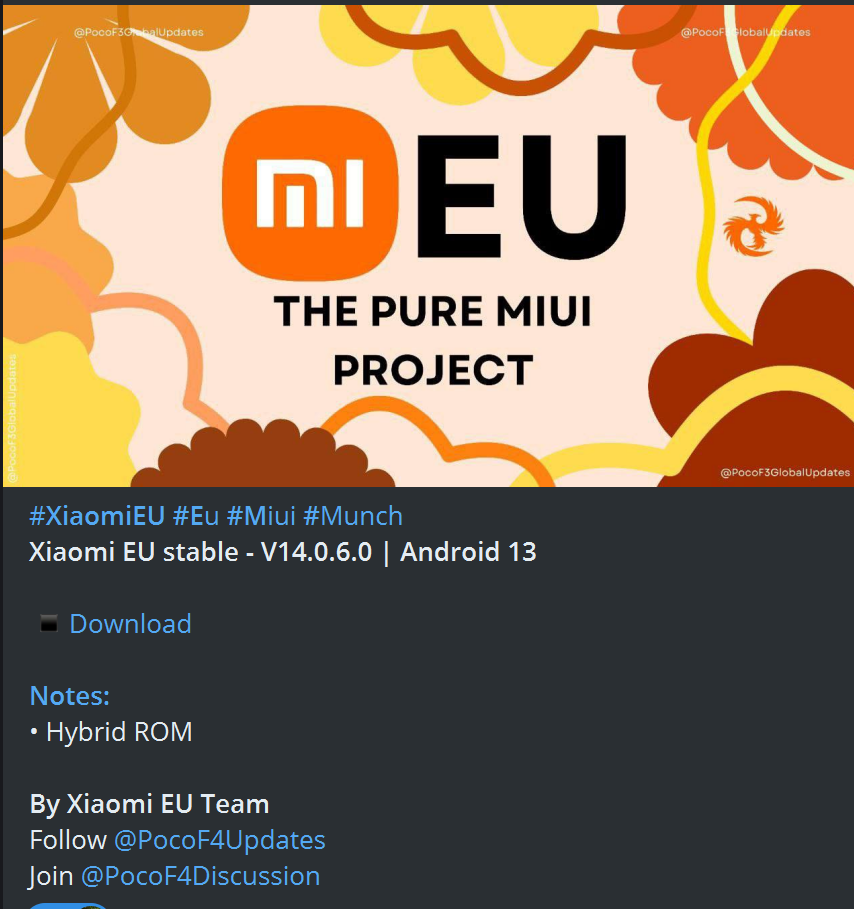 @PocoF3GlobalUpdates
@PocoF3GlobalUpdates
mi EU
THE PURE MIUI
PROJECT
@PocoF3GlobalUpdates
@PocoF3GlobalUpdates
#XiaomiEU #Eu #Miui #Munch
Xiaomi EU stable - V14.0.6.0 | Android 13
Download
Notes:
• Hybrid ROM
By Xiaomi EU Team
Follow @PocoF4Updates
Join @PocoF4Discussion